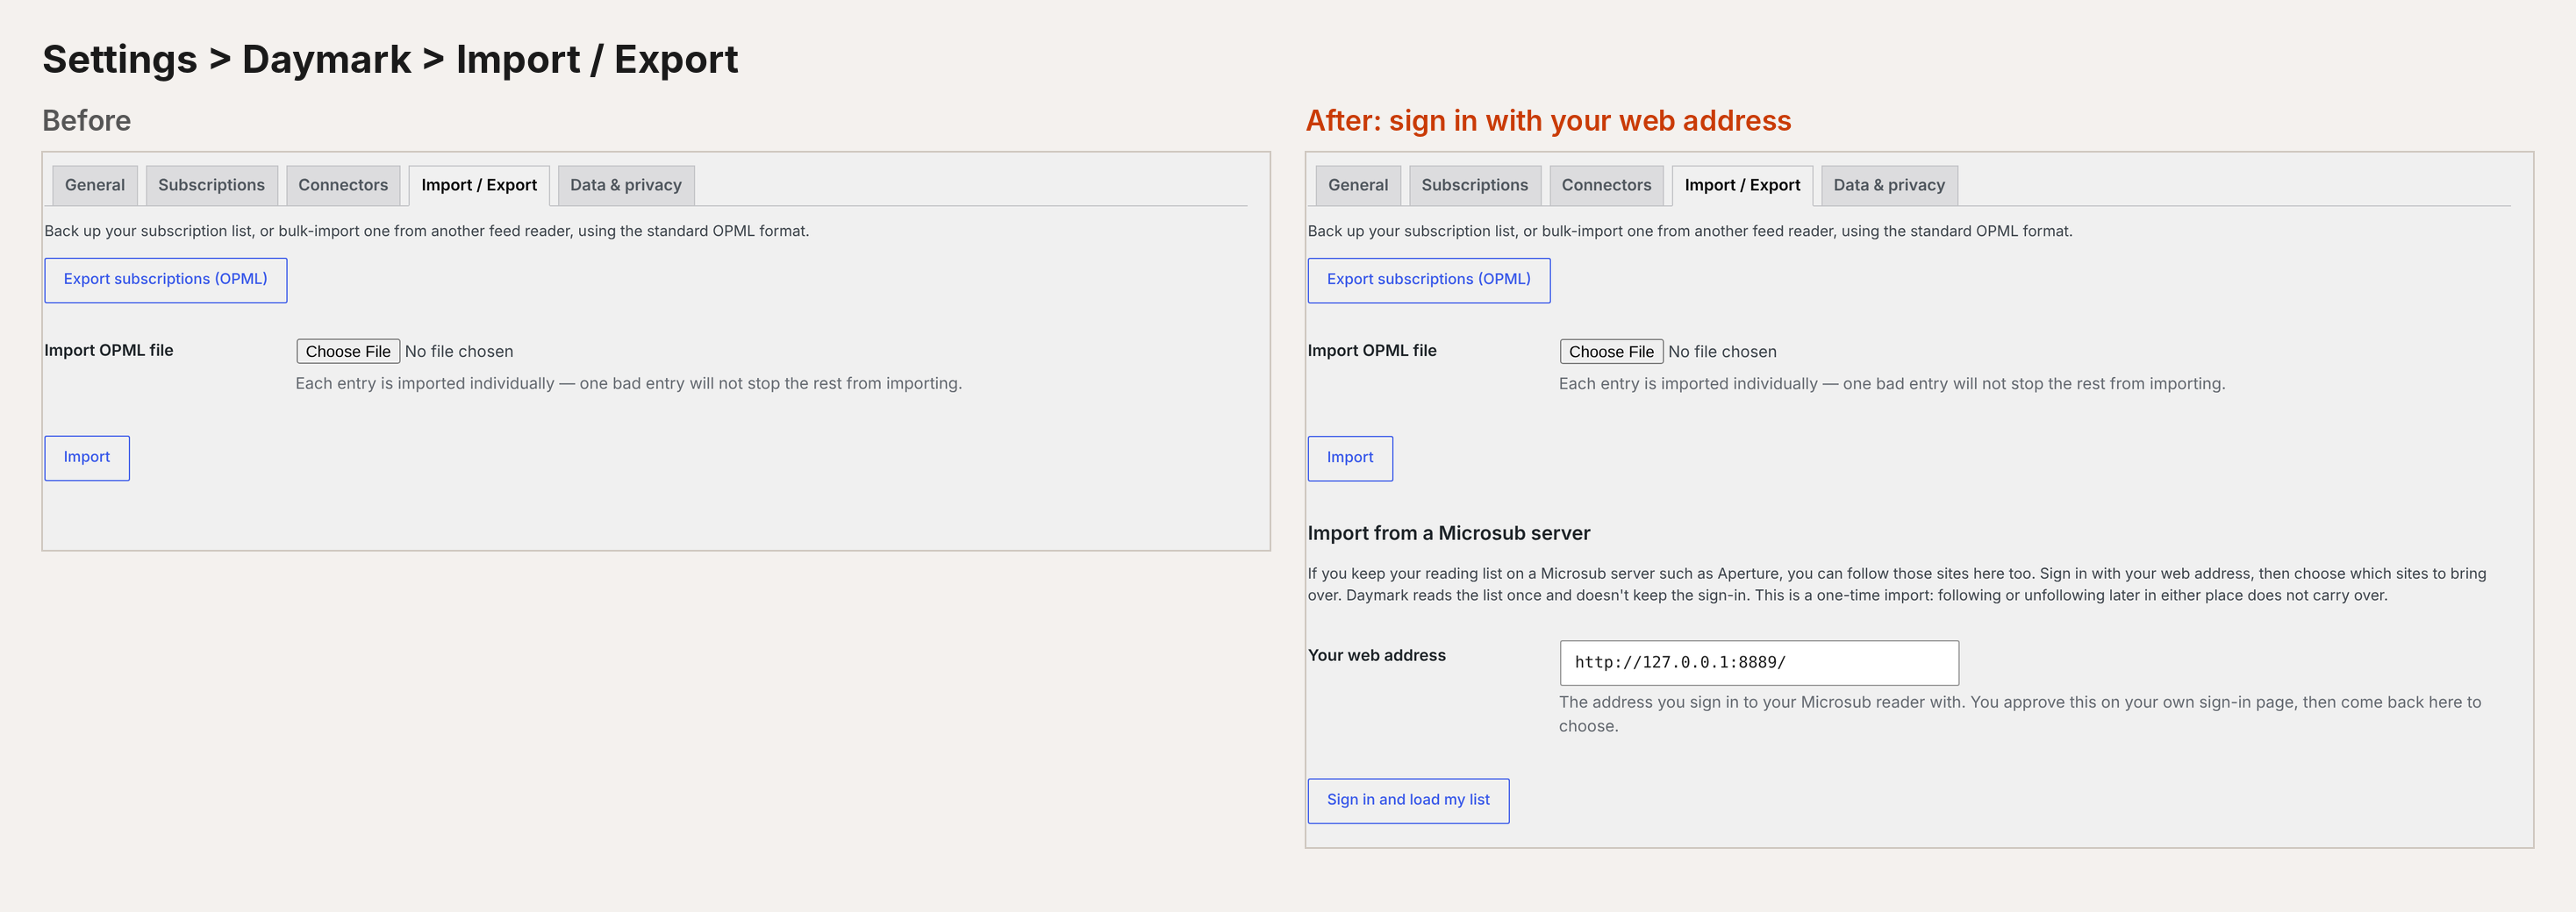 Settings > Daymark > Import / Export
Before
General
Subscriptions
Connectors
Import / Export
Data & privacy
Back up your subscription list, or bulk-import one from another feed reader, using the standard OPML format.
Export subscriptions (OPML)
Import OPML file
Choose File No file chosen
Each entry is imported individually — one bad entry will not stop the rest from importing.
Import
After: sign in with your web address
General
Subscriptions
Connectors
Import / Export
Data & privacy
Back up your subscription list, or bulk-import one from another feed reader, using the standard OPML format.
Export subscriptions (OPML)
Import OPML file
Choose File No file chosen
Each entry is imported individually — one bad entry will not stop the rest from importing.
Import
Import from a Microsub server
If you keep your reading list on a Microsub server such as Aperture, you can follow those sites here too. Sign in with your web address, then choose which sites to bring
over. Daymark reads the list once and doesn't keep the sign-in. This is a one-time import: following or unfollowing later in either place does not carry over.
Your web address
http://127.0.0.1:8889/
The address you sign in to your Microsub reader with. You approve this on your own sign-in page, then come back here to
choose.
Sign in and load my list